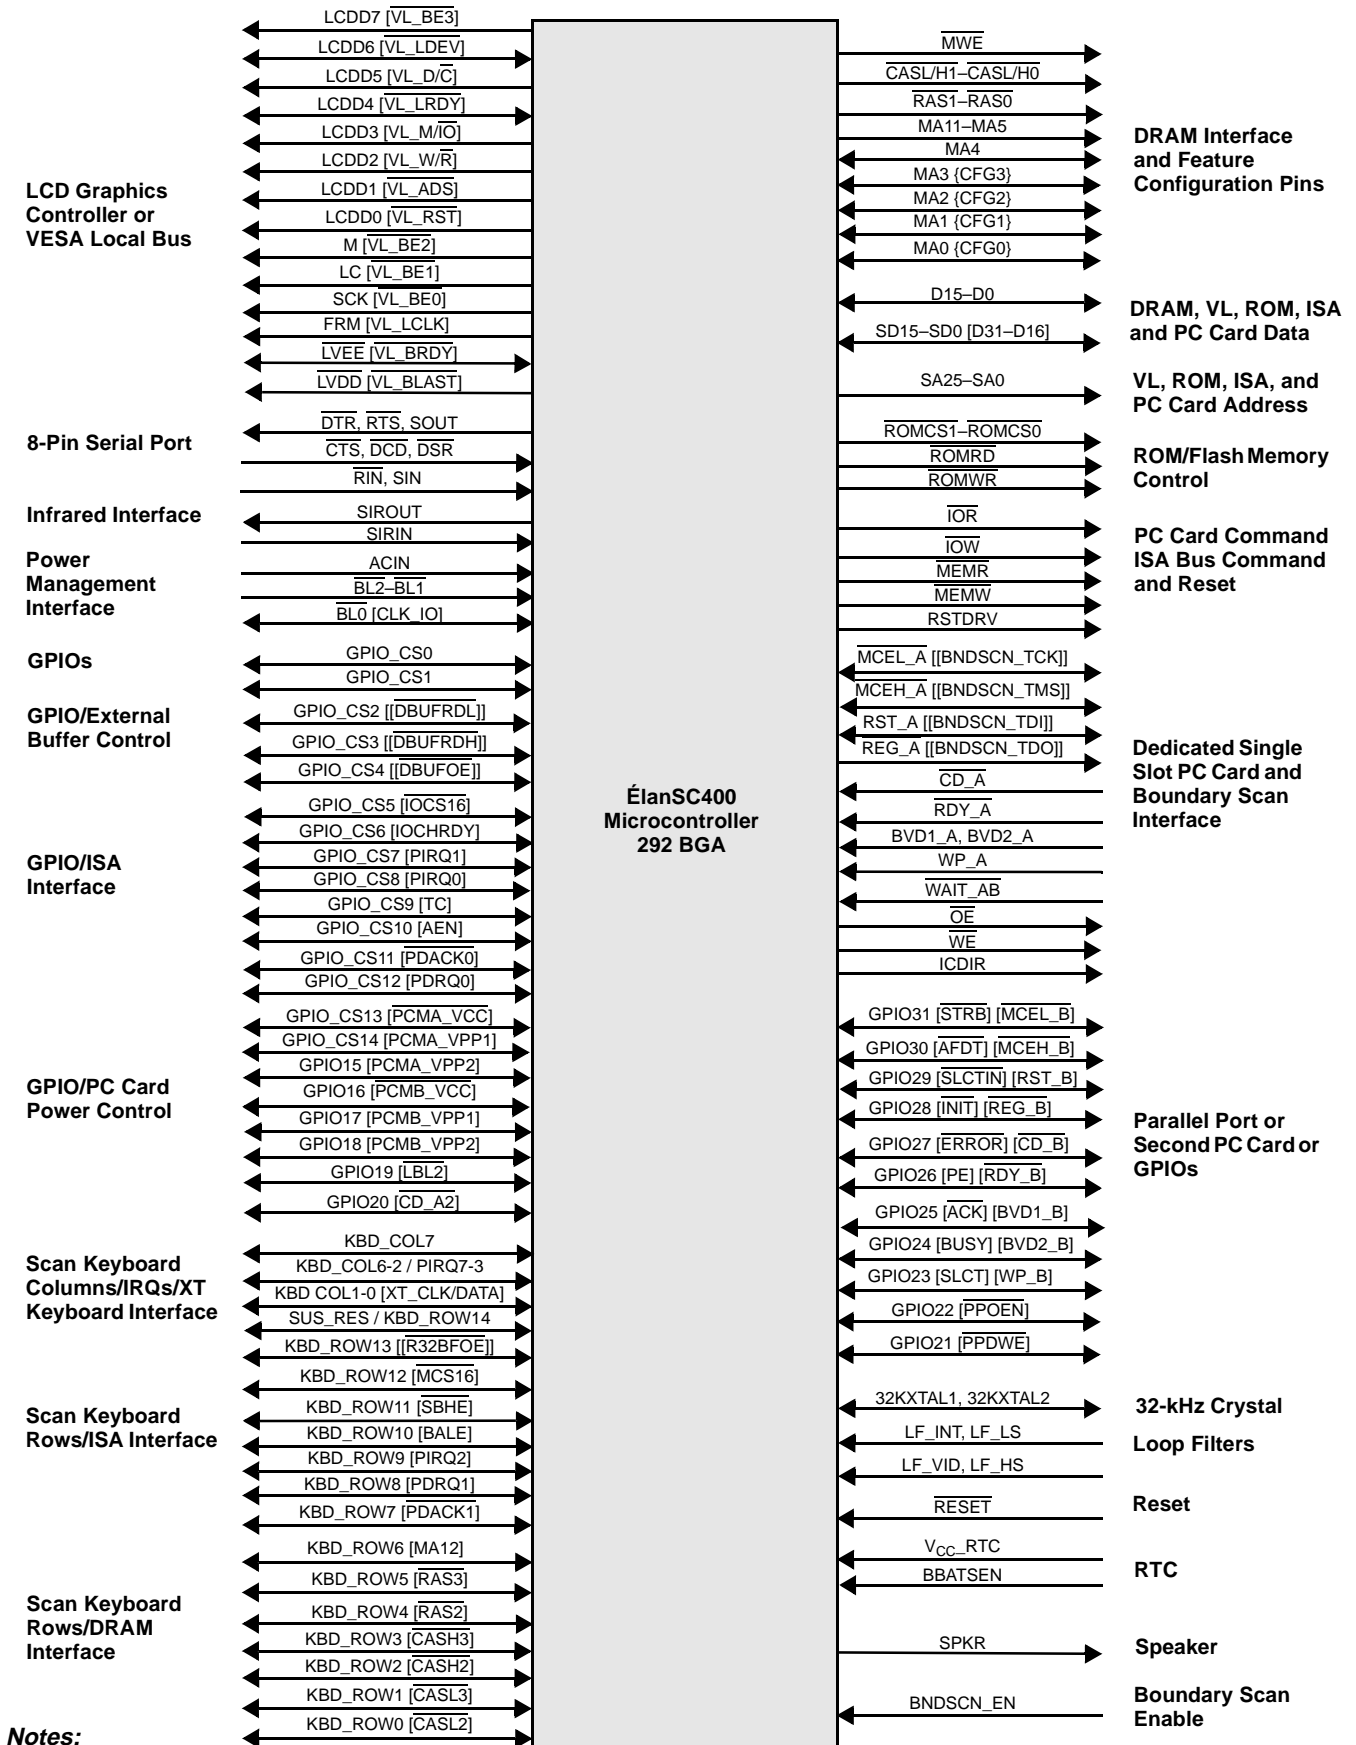 LCDD7 [VL_BE3]
LCDD6 [VL_LDEV]
LCDD5 [VL_D/C]
LCDD4 [VL_LRDY]
LCDD3 [VL_M/IO]
LCDD2 [VL_W/R]
LCDD1 [VL_ADS]
LCDD0 [VL_RST]
M [VL_BE2]
LC [VL_BE1]
SCK [VL_BE0]
FRM [VL_LCLK]
LVEE [VL_BRDY]
LVDD [VL_BLAST]
LCD Graphics
Controller or
VESA Local Bus
DTR, RTS, SOUT
CTS, DCD, DSR
RIN, SIN
8-Pin Serial Port
SIROUT
SIRIN
Infrared Interface
ACIN
BL2–BL1
BL0 [CLK_IO]
Power
Management
Interface
GPIO_CS0
GPIO_CS1
GPIOs
GPIO_CS2 [[DBUFRDL]]
GPIO_CS3 [[DBUFRDH]]
GPIO_CS4 [[DBUFOE]]
GPIO/External
Buffer Control
GPIO_CS5 [IOCS16]
GPIO_CS6 [IOCHRDY]
GPIO_CS7 [PIRQ1]
GPIO_CS8 [PIRQ0]
GPIO_CS9 [TC]
GPIO_CS10 [AEN]
GPIO_CS11 [PDACK0]
GPIO_CS12 [PDRQ0]
GPIO/ISA
Interface
GPIO_CS13 [PCMA_VCC]
GPIO_CS14 [PCMA_VPP1]
GPIO15 [PCMA_VPP2]
GPIO16 [PCMB_VCC]
GPIO17 [PCMB_VPP1]
GPIO18 [PCMB_VPP2]
GPIO19 [LBL2]
GPIO20 [CD_A2]
GPIO/PC Card
Power Control
KBD_COL7
KBD_COL6-2 / PIRQ7-3
KBD COL1-0 [XT_CLK/DATA]
SUS_RES / KBD_ROW14
KBD_ROW13 [[R32BFOE]]
Scan Keyboard
Columns/IRQs/XT
Keyboard Interface
KBD_ROW12 [MCS16]
KBD_ROW11 [SBHE]
KBD_ROW10 [BALE]
KBD_ROW9 [PIRQ2]
KBD_ROW8 [PDRQ1]
KBD_ROW7 [PDACK1]
Scan Keyboard
Rows/ISA Interface
KBD_ROW6 [MA12]
KBD_ROW5 [RAS3]
KBD_ROW4 [RAS2]
KBD_ROW3 [CASH3]
KBD_ROW2 [CASH2]
KBD_ROW1 [CASL3]
KBD_ROW0 [CASL2]
Scan Keyboard
Rows/DRAM
Interface
Notes:
ÉlanSC400
Microcontroller
292 BGA
MWE
CASL/H1–CASL/H0
RAS1–RAS0
MA11–MA5
MA4
MA3 {CFG3}
MA2 {CFG2}
MA1 {CFG1}
MA0 {CFG0}
DRAM Interface
and Feature
Configuration Pins
D15–D0
SD15–SD0 [D31–D16]
DRAM, VL, ROM, ISA
and PC Card Data
SA25–SA0
VL, ROM, ISA, and
PC Card Address
ROMCS1–ROMCS0
ROMRD
ROMWR
ROM/Flash Memory
Control
IOR
IOW
MEMR
MEMW
RSTDRV
PC Card Command
ISA Bus Command
and Reset
MCEL_A [[BNDSCN_TCK]]
MCEH_A [[BNDSCN_TMS]]
RST_A [[BNDSCN_TDI]]
REG_A [[BNDSCN_TDO]]
CD_A
RDY_A
BVD1_A, BVD2_A
WP_A
WAIT_AB
OE
WE
ICDIR
Dedicated Single
Slot PC Card and
Boundary Scan
Interface
GPIO31 [STRB] [MCEL_B]
GPIO30 [AFDT] [MCEH_B]
GPIO29 [SLCTIN] [RST_B]
GPIO28 [INIT] [REG_B]
GPIO27 [ERROR] [CD_B]
GPIO26 [PE] [RDY_B]
GPIO25 [ACK] [BVD1_B]
GPIO24 [BUSY] [BVD2_B]
GPIO23 [SLCT] [WP_B]
GPIO22 [PPOEN]
GPIO21 [PPDWE]
Parallel Port or
Second PC Card or
GPIOs
32KXTAL1, 32KXTAL2
32-kHz Crystal
LF_INT, LF_LS
LF_VID, LF_HS
Loop Filters
RESET
Reset
VCC_RTC
BBATSEN
RTC
SPKR
Speaker
BNDSCN_EN
Boundary Scan
Enable